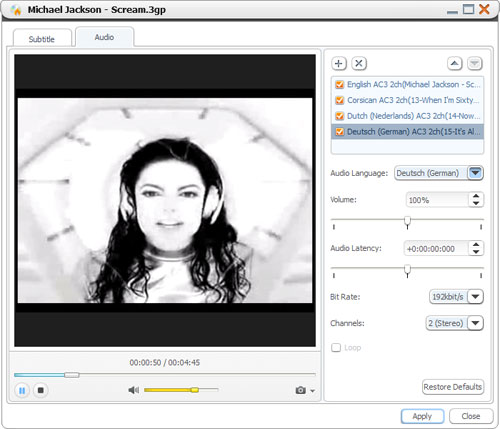 Michael Jackson - Scream.3gp
Subtitle
Audio
English AC3 2ch(Michael Jackson - Sc...
Corsican AC3 2ch(13-When I'm Sixty...
Dutch (Nederlands) AC3 2ch(14-Now...
Deutsch (German) AC3 2ch(15-It's Al...
Audio Language: Deutsch (German)
Volume: 100%
Audio Latency: +0:00:00:000
Bit Rate: 192kbit/s
Channels: 2 (Stereo)
Loop
00:00:50 / 00:04:45
Restore Defaults
Apply
Close